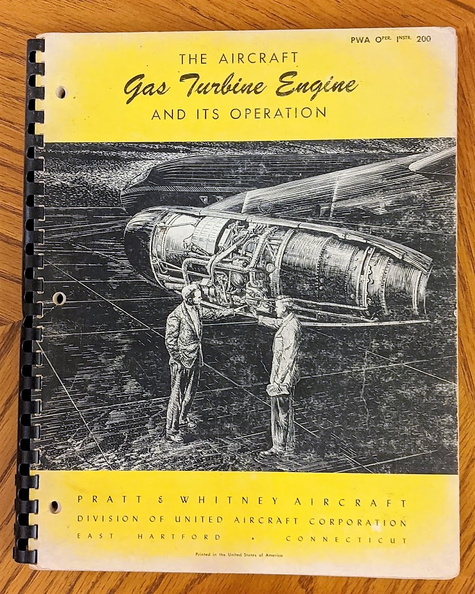 PWA OPER. INSTR. 200
THE AIRCRAFT
Gas Turbine Engine
AND ITS OPERATION
PRATT & WHITNEY AIRCRAFT
DIVISION OF UNITED AIRCRAFT CORPORATION
EAST HARTFORD • CONNECTICUT
Printed in the United States of America